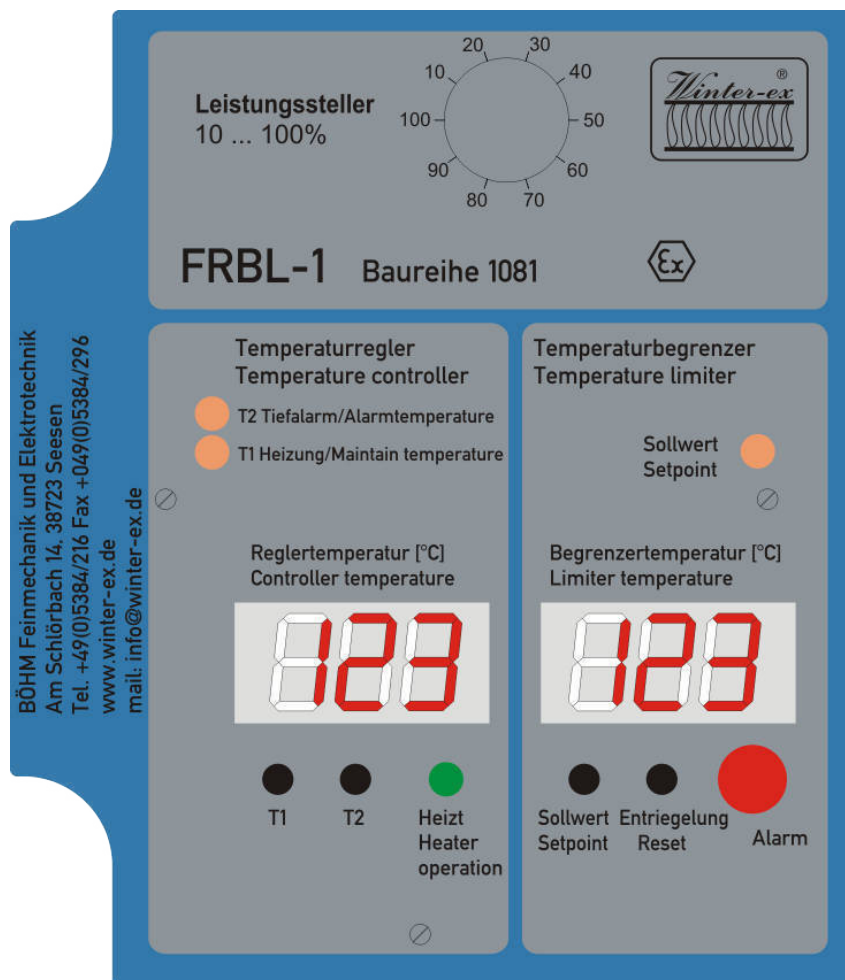 Leistungssteller
10 ... 100%
10
20
30
40
50
60
70
80
90
100
Winter-ex ®
FRBL-1 Baureihe 1081
Ex
BÖHM Feinmechanik und Elektrotechnik
Am Schlörbach 14, 38723 Seesen
Tel. +49(0)5384/216 Fax +049(0)5384/296
www.winter-ex.de
mail: info@winter-ex.de
Temperaturregler
Temperature controller
T2 Tiefalarm/Alarmtemperature
T1 Heizung/Maintain temperature
Reglertemperatur [°C]
Controller temperature
123
T1
T2
Heizt
Heater
operation
Temperaturbegrenzer
Temperature limiter
Sollwert
Setpoint
Begrenzertemperatur [°C]
Limiter temperature
123
Sollwert
Setpoint
Entriegelung
Reset
Alarm